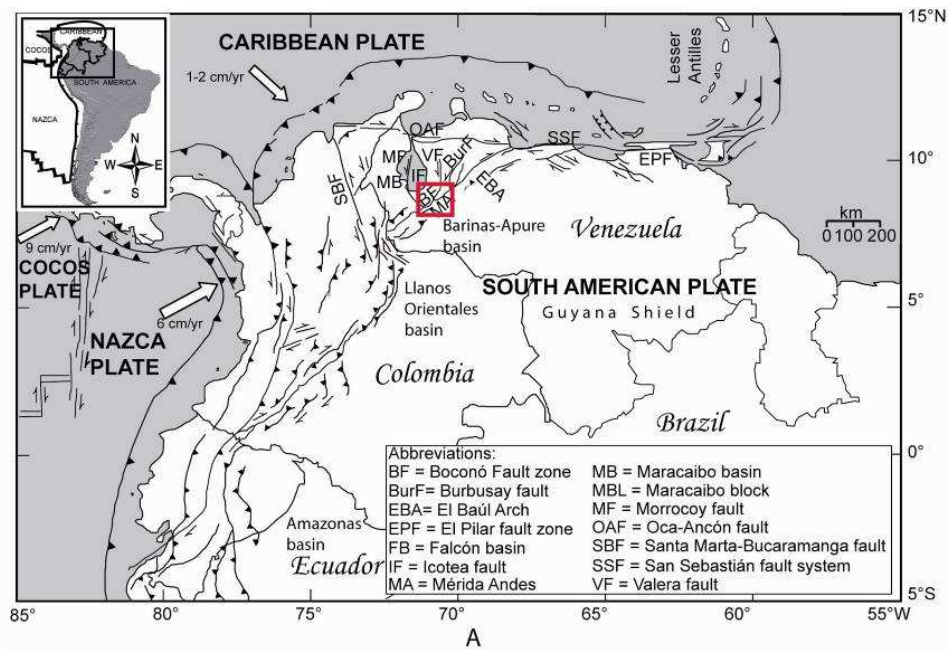 CARIBBEAN
COCOS
SOUTH AMERICA
NAZCA
N
W E
S
15°N
CARIBBEAN PLATE
1-2 cm/yr
Lesser
Antilles
OAF
SSF
MF
VF
BurF
EPF
10°
SBF
MB
IF
EBA
BF
MA
km
0 100 200
Barinas-Apure
basin
Venezuela
9 cm/yr
COCOS
PLATE
Llanos
Orientales
basin
SOUTH AMERICAN PLATE
Guyana Shield
5°
6 cm/yr
NAZCA
PLATE
Colombia
Brazil
0°
Abbreviations:
BF = Boconó Fault zone
BurF= Burbusay fault
EBA= El Baúl Arch
EPF = El Pilar fault zone
FB = Falcón basin
IF = Icotea fault
MA = Mérida Andes
MB = Maracaibo basin
MBL = Maracaibo block
MF = Morrocoy fault
OAF = Oca-Ancón fault
SBF = Santa Marta-Bucaramanga fault
SSF = San Sebastián fault system
VF = Valera fault
Amazonas
basin
Ecuador
5°S
85°
80°
75°
70°
65°
60°
55°W
A